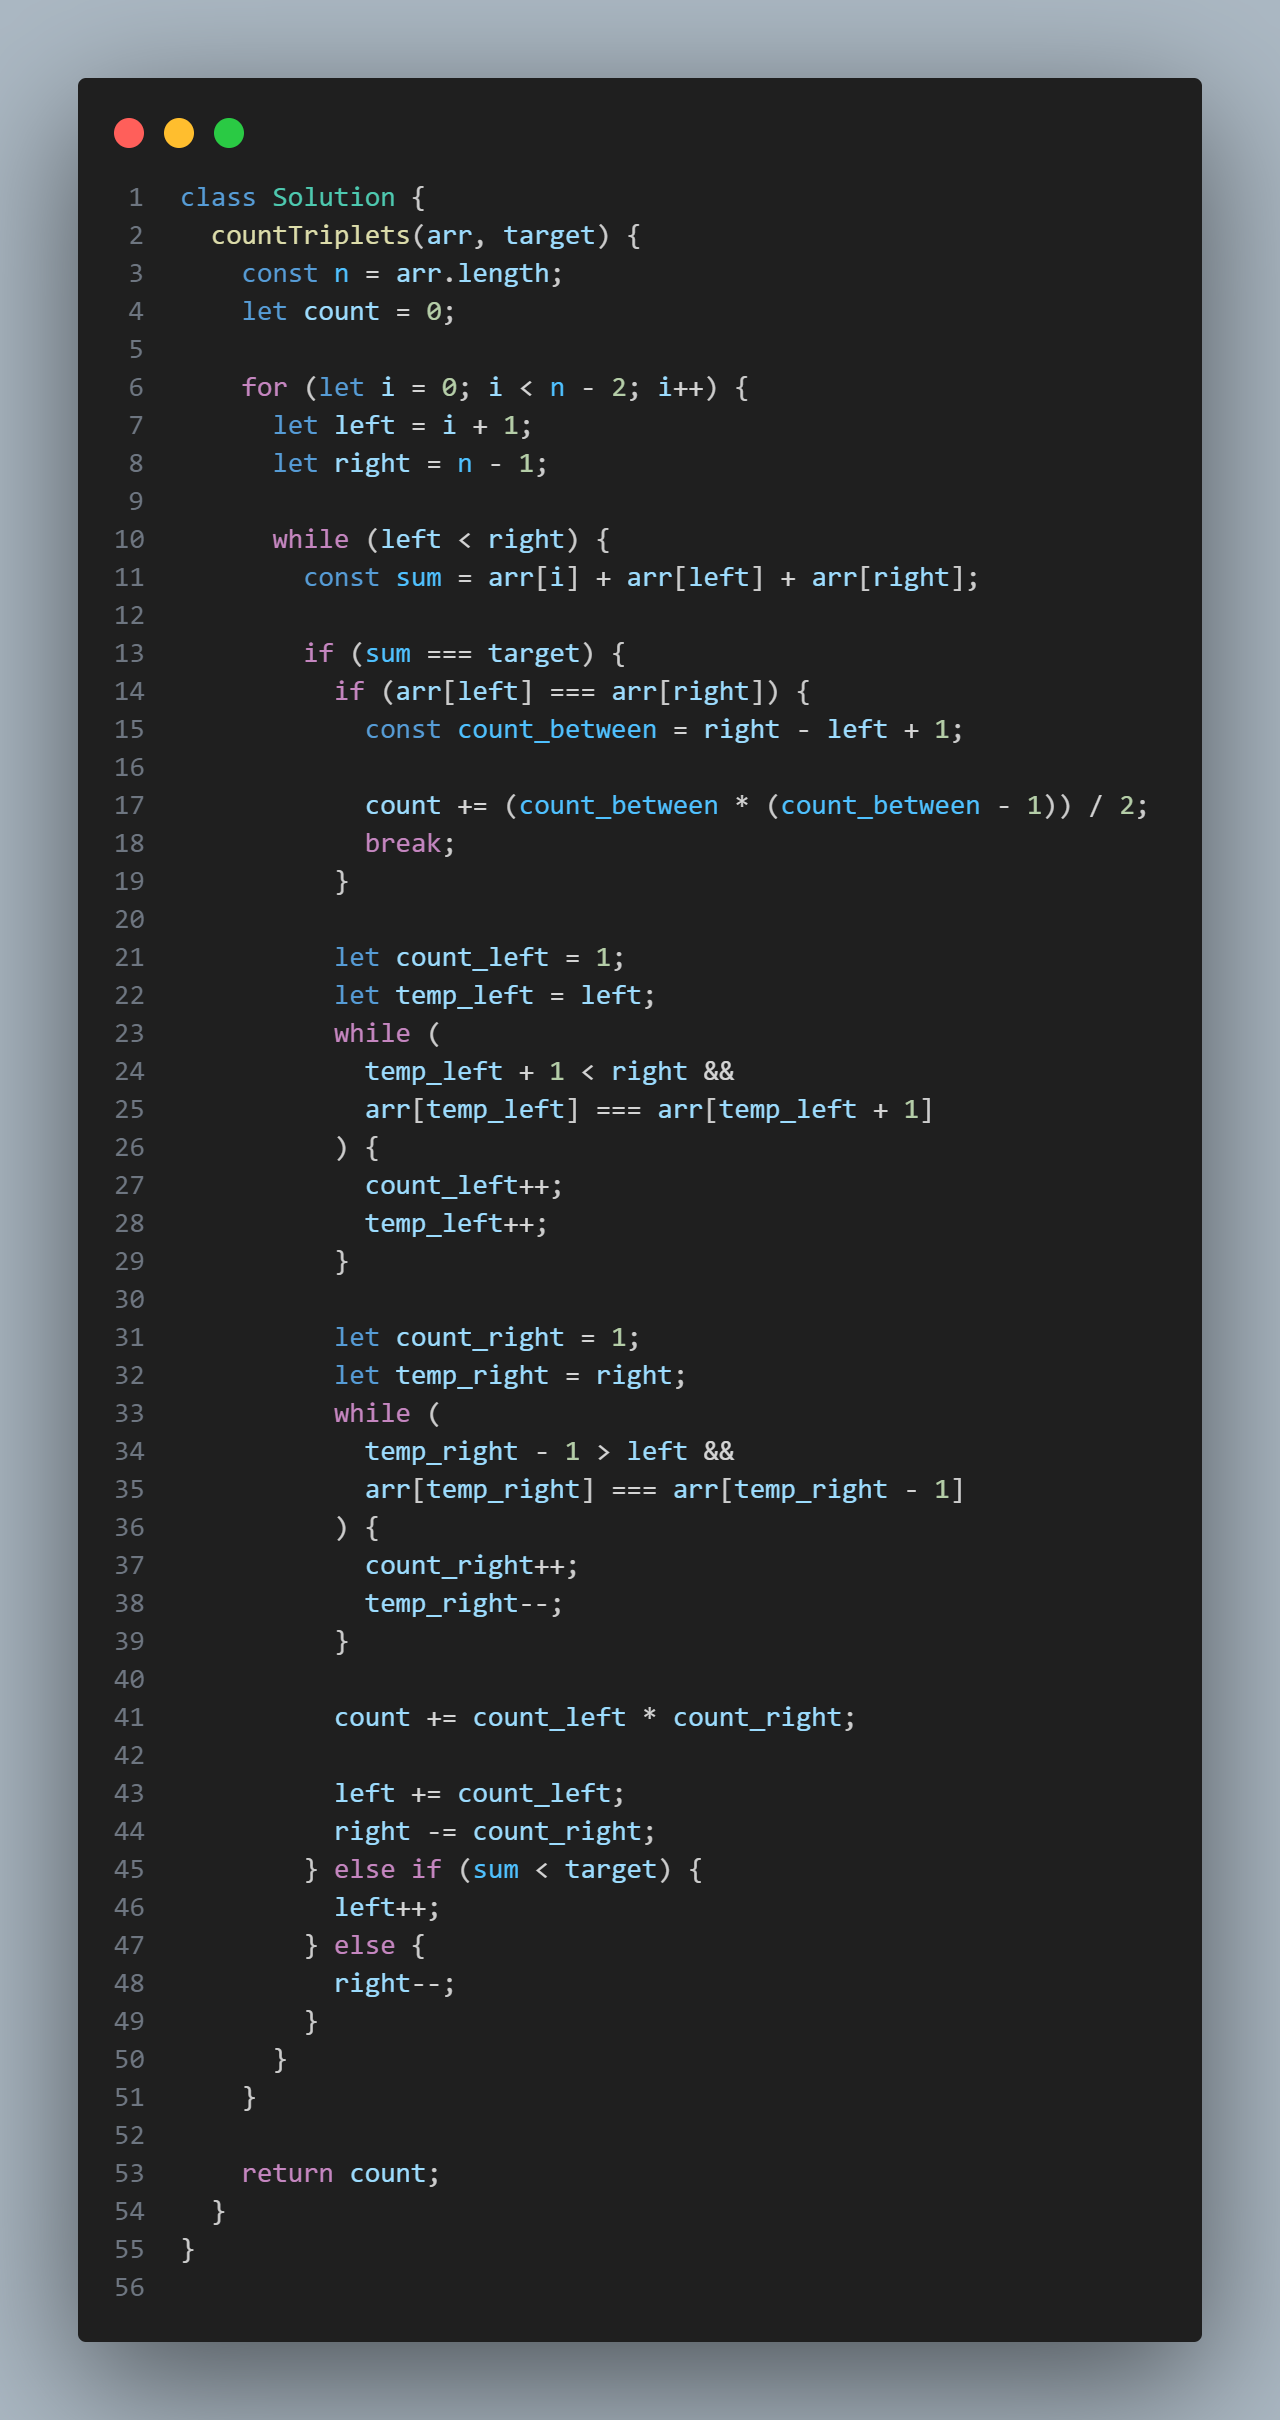 1 class Solution {
2   countTriplets(arr, target) {
3     const n = arr.length;
4     let count = 0;
5
6     for (let i = 0; i < n - 2; i++) {
7       let left = i + 1;
8       let right = n - 1;
9
10       while (left < right) {
11         const sum = arr[i] + arr[left] + arr[right];
12
13         if (sum === target) {
14           if (arr[left] === arr[right]) {
15             const count_between = right - left + 1;
16
17             count += (count_between * (count_between - 1)) / 2;
18             break;
19           }
20
21           let count_left = 1;
22           let temp_left = left;
23           while (
24             temp_left + 1 < right &&
25             arr[temp_left] === arr[temp_left + 1]
26           ) {
27             count_left++;
28             temp_left++;
29           }
30
31           let count_right = 1;
32           let temp_right = right;
33           while (
34             temp_right - 1 > left &&
35             arr[temp_right] === arr[temp_right - 1]
36           ) {
37             count_right++;
38             temp_right--;
39           }
40
41           count += count_left * count_right;
42
43           left += count_left;
44           right -= count_right;
45         } else if (sum < target) {
46           left++;
47         } else {
48           right--;
49         }
50       }
51     }
52
53     return count;
54   }
55 }
56